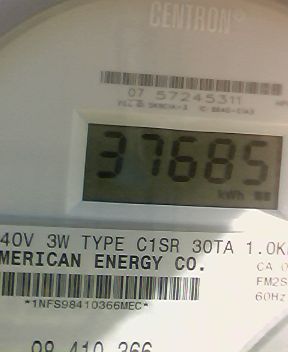 CENTRON
07 57245311
37685
kWh
40V 3W TYPE C1SR 30TA 1.0K
MERICAN ENERGY CO.
CA 0
FM2S
60Hz
*1NFS98410366MEC*
98 410 366